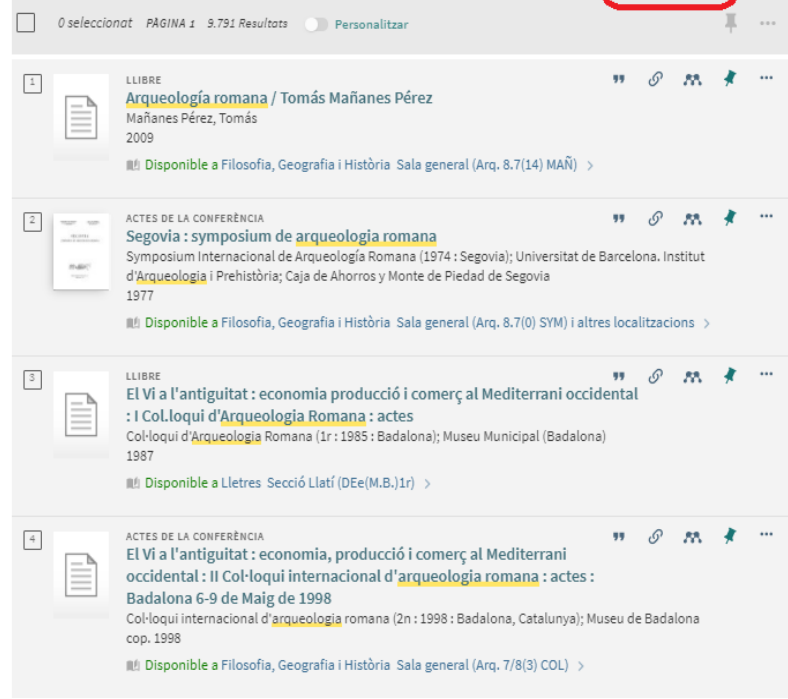 0 seleccionat PÀGINA 1 9.791 Resultats Personalitzar
1
LLIBRE
Arqueología romana / Tomás Mañanes Pérez
Mañanes Pérez, Tomás
2009
Disponible a Filosofia, Geografia i Història Sala general (Arq. 8.7(14) MAÑ) >
2
ACTES DE LA CONFERÈNCIA
Segovia : symposium de arqueologia romana
Symposium Internacional de Arqueología Romana (1974 : Segovia); Universitat de Barcelona. Institut
d'Arqueologia i Prehistòria; Caja de Ahorros y Monte de Piedad de Segovia
1977
Disponible a Filosofia, Geografia i Història Sala general (Arq. 8.7(0) SYM) i altres localitzacions >
3
LLIBRE
El Vi a l'antiguitat : economia producció i comerç al Mediterrani occidental
: I Col.loqui d'Arqueologia Romana : actes
Col·loqui d'Arqueologia Romana (1r : 1985 : Badalona); Museu Municipal (Badalona)
1987
Disponible a Lletres Secció Llatí (DEe(M.B.)1r) >
4
ACTES DE LA CONFERÈNCIA
El Vi a l'antiguitat : economia, producció i comerç al Mediterrani
occidental : II Col·loqui internacional d'arqueologia romana : actes :
Badalona 6-9 de Maig de 1998
Col·loqui internacional d'arqueologia romana (2n : 1998 : Badalona, Catalunya); Museu de Badalona
cop. 1998
Disponible a Filosofia, Geografia i Història Sala general (Arq. 7/8(3) COL) >